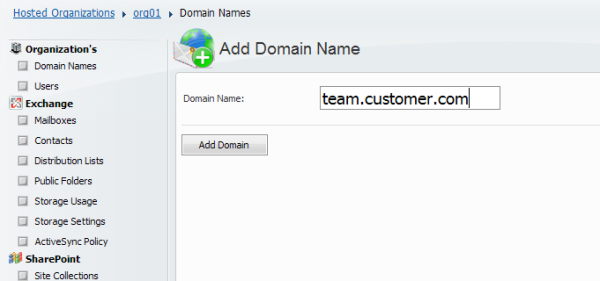 Hosted Organizations org01 Domain Names
Organization's
Domain Names
Users
Exchange
Mailboxes
Contacts
Distribution Lists
Public Folders
Storage Usage
Storage Settings
ActiveSync Policy
SharePoint
Site Collections
Add Domain Name
Domain Name: team.customer.com
Add Domain